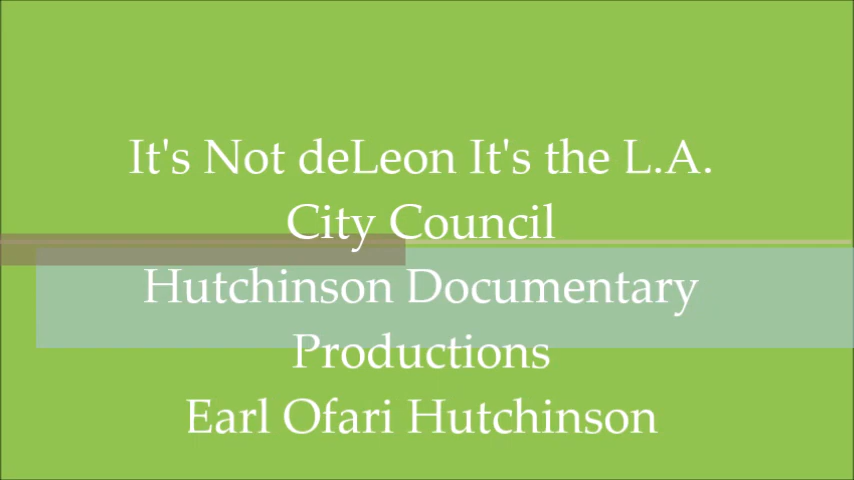 It's Not deLeon It's the L.A.
City Council
Hutchinson Documentary
Productions
Earl Ofari Hutchinson